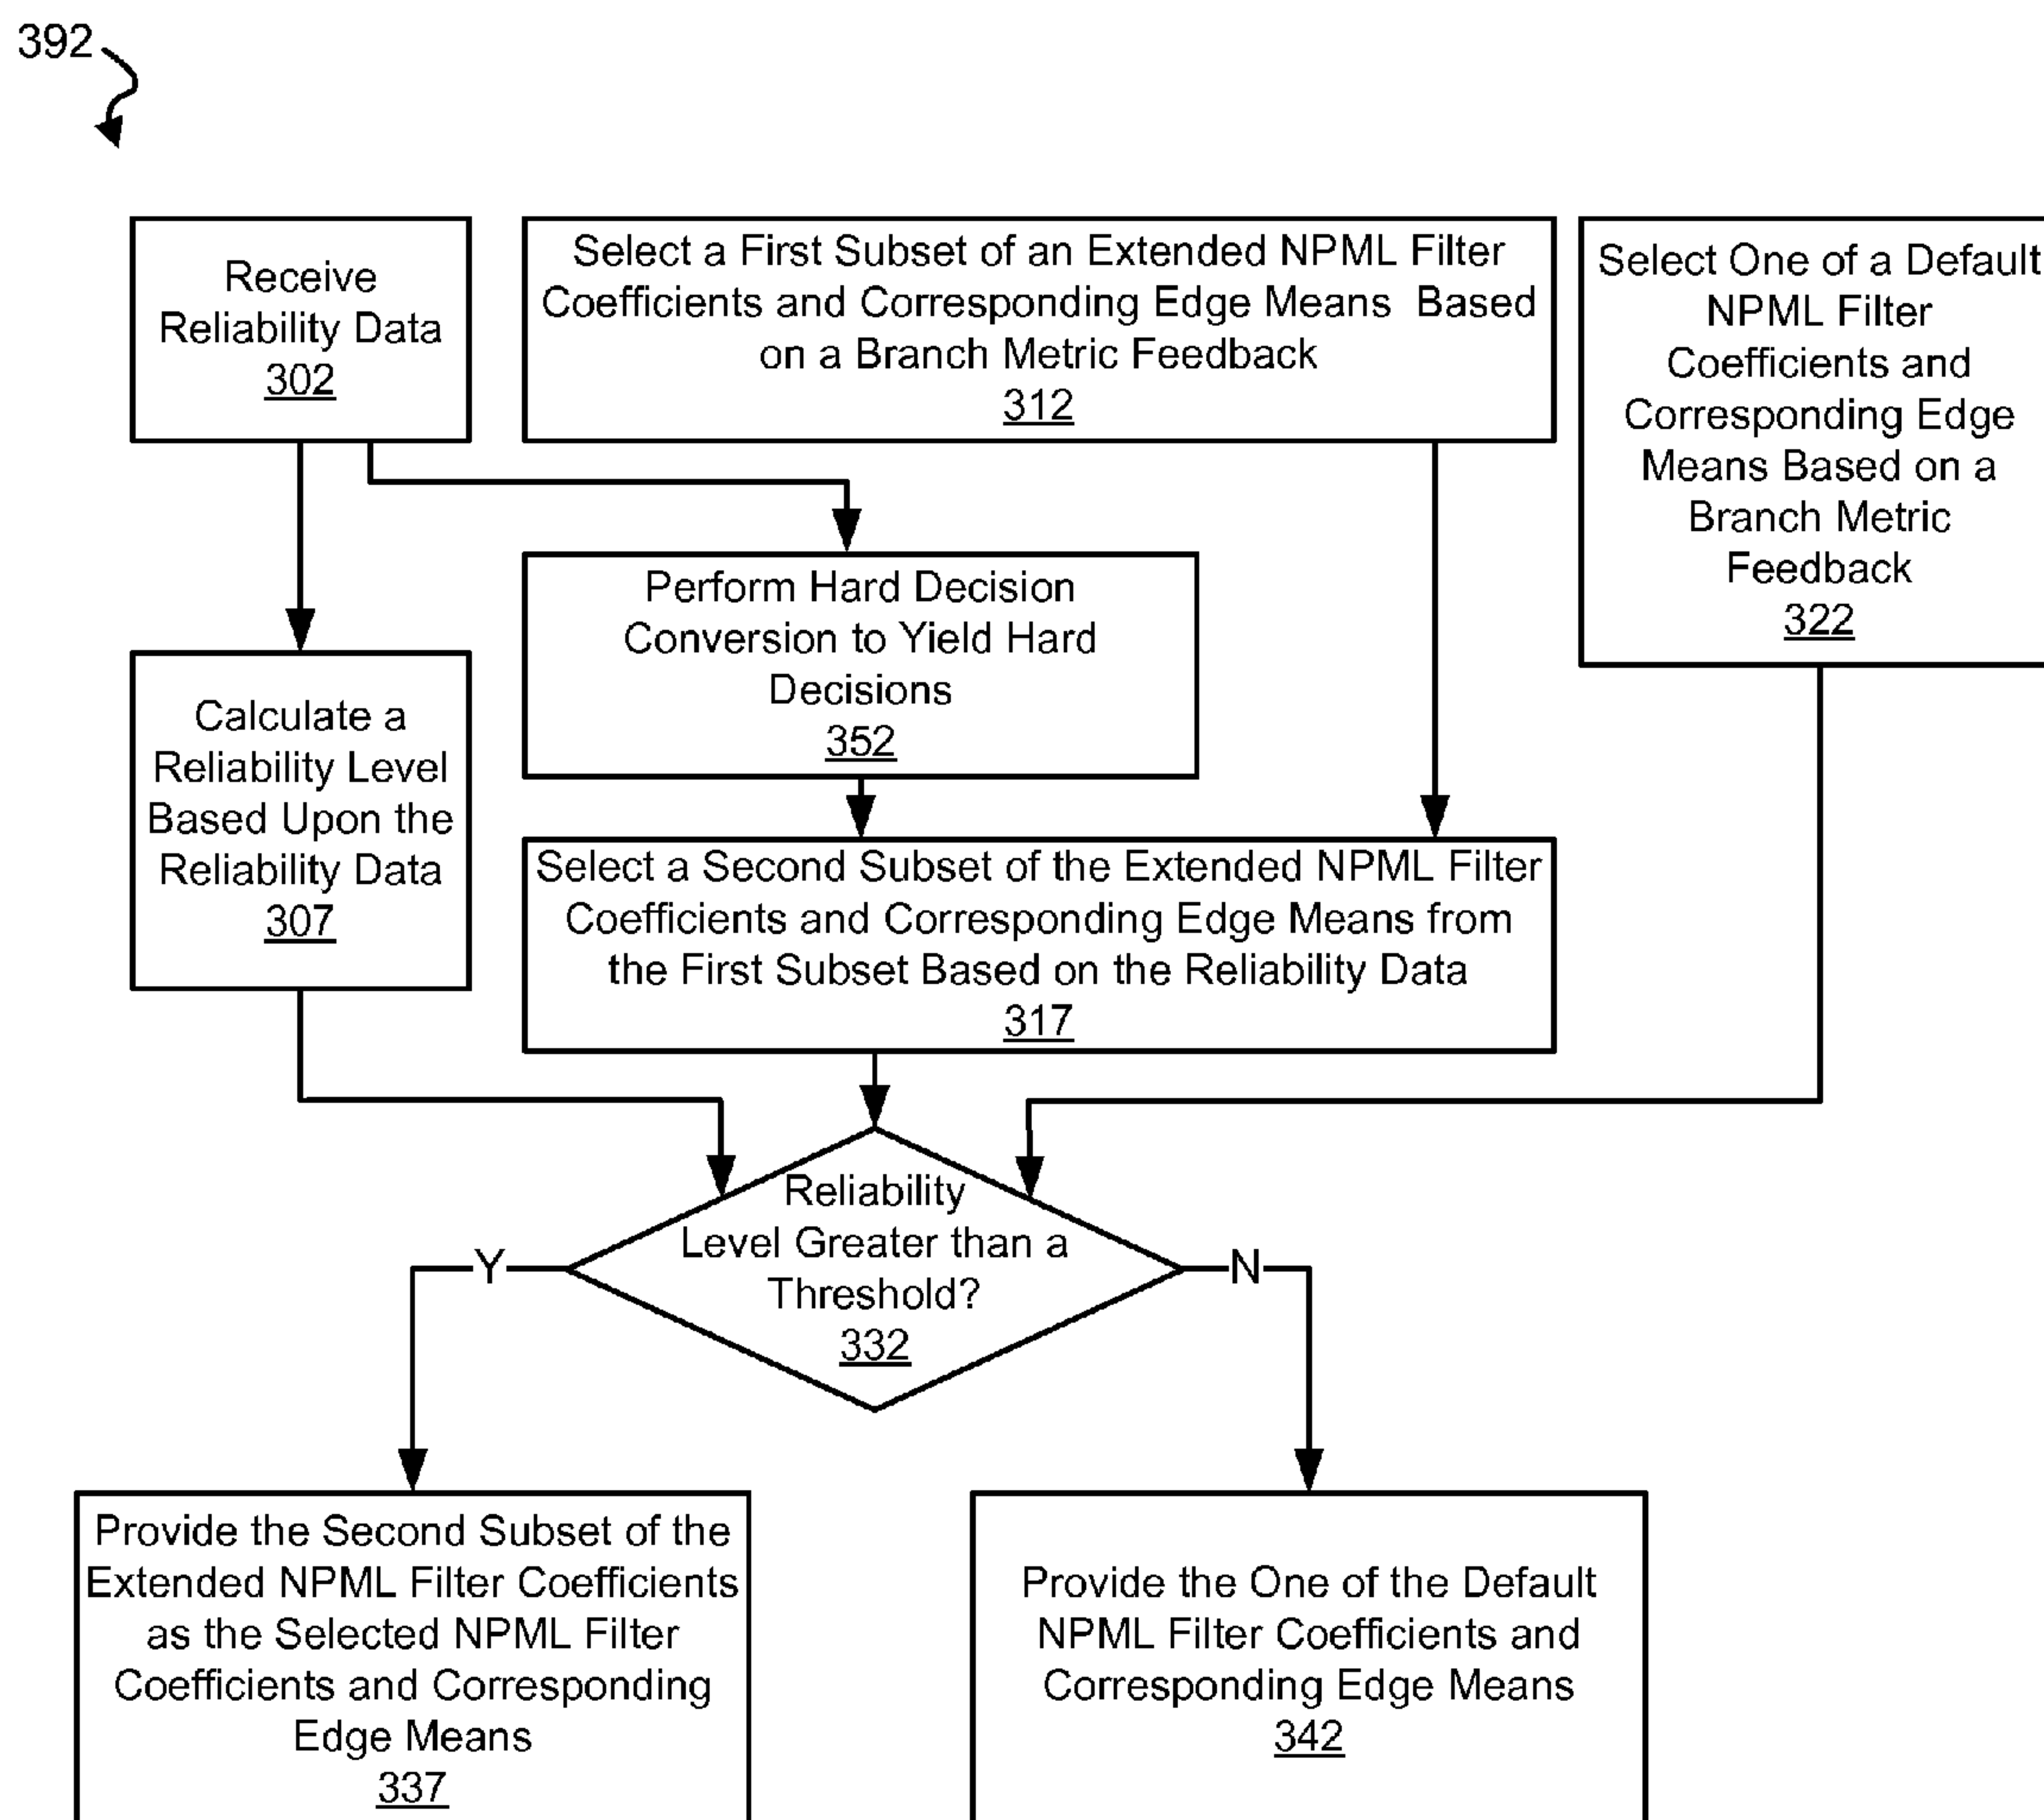 392
Receive
Reliability Data
302
Select a First Subset of an Extended NPML Filter
Coefficients and Corresponding Edge Means Based
on a Branch Metric Feedback
312
Select One of a Default
NPML Filter
Coefficients and
Corresponding Edge
Means Based on a
Branch Metric
Feedback
322
Perform Hard Decision
Conversion to Yield Hard
Decisions
352
Calculate a
Reliability Level
Based Upon the
Reliability Data
307
Select a Second Subset of the Extended NPML Filter
Coefficients and Corresponding Edge Means from
the First Subset Based on the Reliability Data
317
Reliability
Level Greater than a
Threshold?
332
Y
N
Provide the Second Subset of the
Extended NPML Filter Coefficients
as the Selected NPML Filter
Coefficients and Corresponding
Edge Means
337
Provide the One of the Default
NPML Filter Coefficients and
Corresponding Edge Means
342